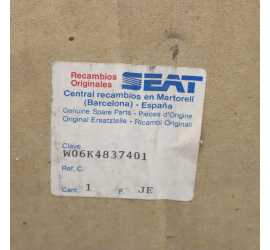 Recambios
Originales
SEAT
Central recambios en Martorell
(Barcelona) - España
Genuine Spare Parts - Pièces d'Origine
Original Ersatzteile - Ricambi Originali
Clave
W06K4837401
Ref. C.
Cant. 1 P. JE